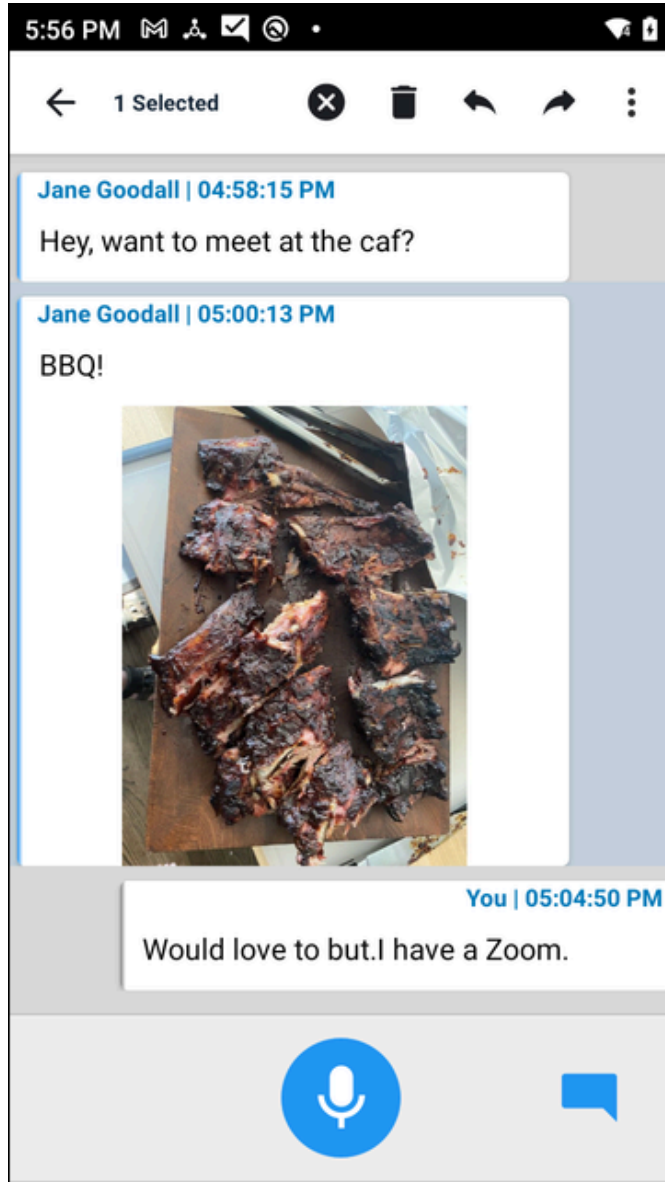 5:56 PM
1 Selected
Jane Goodall | 04:58:15 PM
Hey, want to meet at the caf?
Jane Goodall | 05:00:13 PM
BBQ!
You | 05:04:50 PM
Would love to but.I have a Zoom.